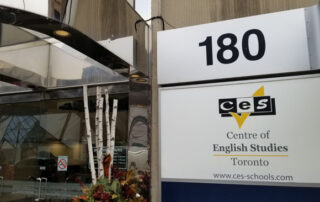 180
CES
Centre of
English Studies
Toronto
www.ces-schools.com